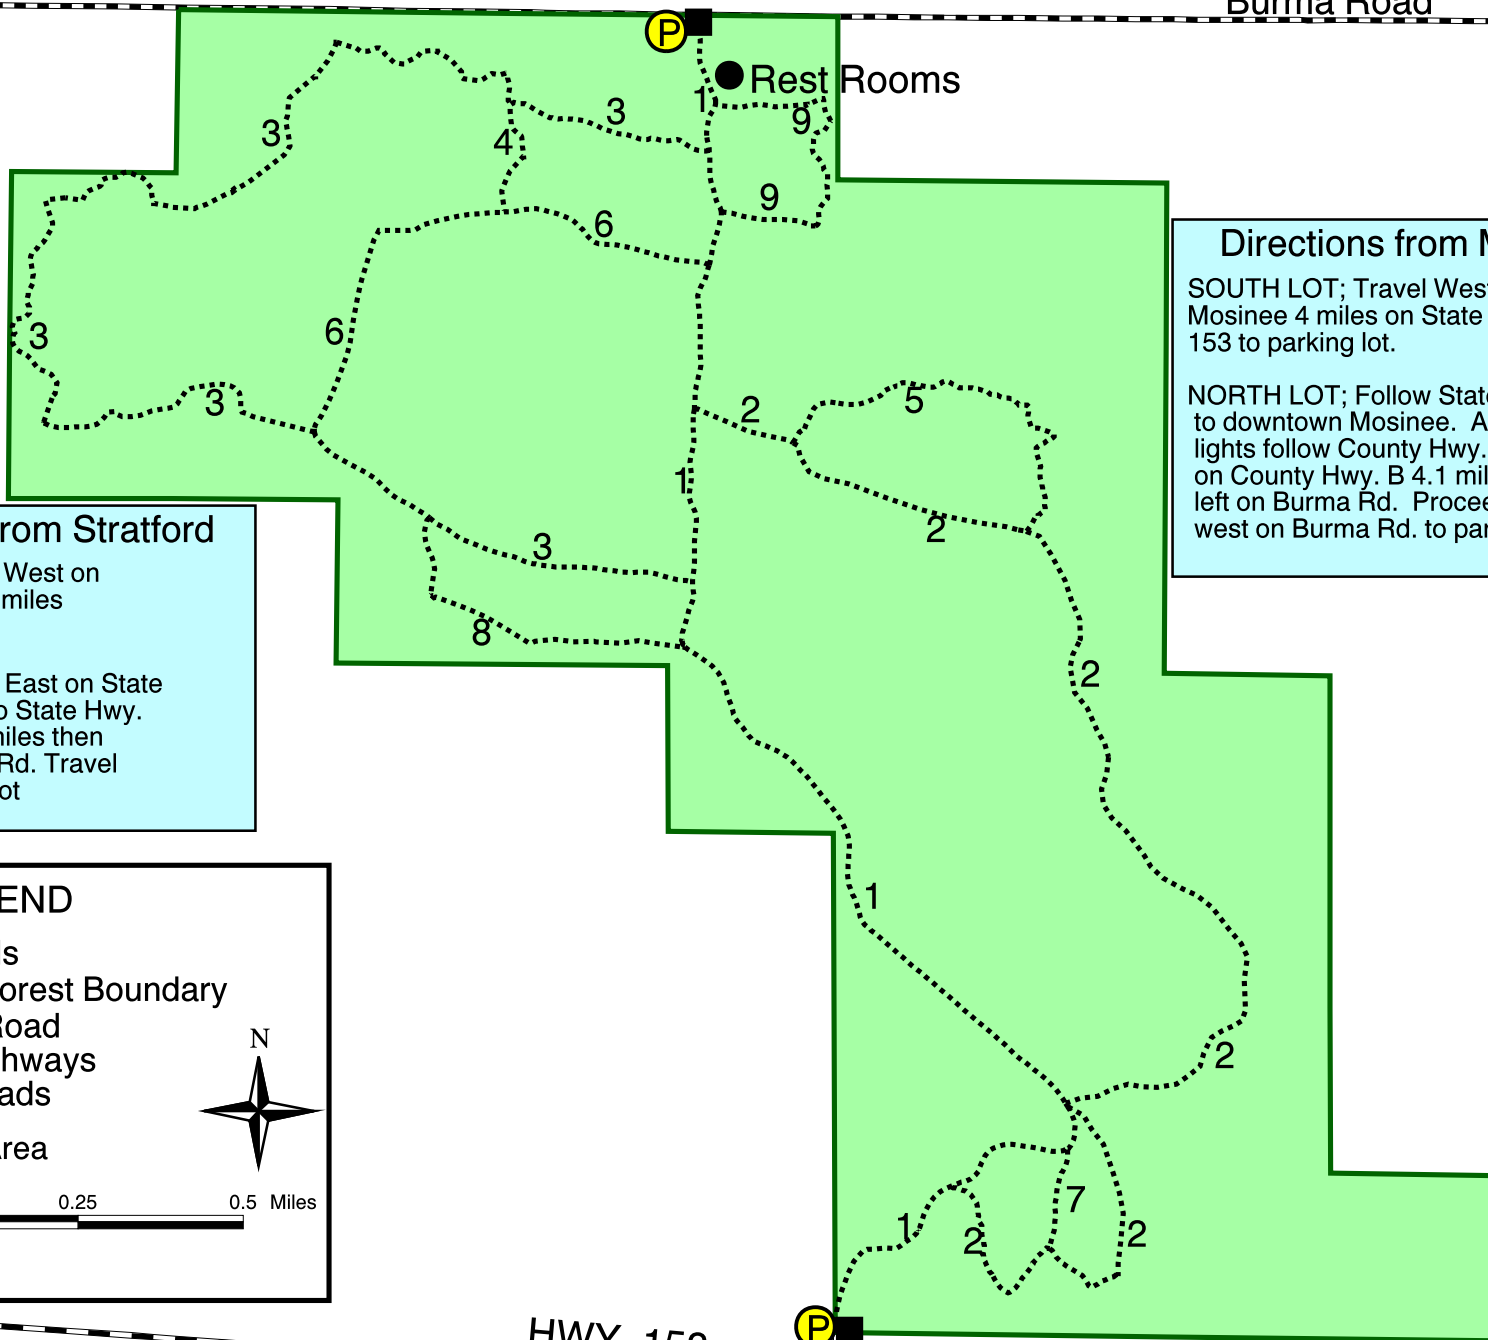 Burma Road
P
Rest Rooms
1
3
9
3
4
9
6
Directions from
SOUTH LOT; Travel West
Mosinee 4 miles on State
153 to parking lot.
NORTH LOT; Follow State
to downtown Mosinee. A
lights follow County Hwy.
on County Hwy. B 4.1 mil
left on Burma Rd. Procee
west on Burma Rd. to par
3
6
3
2
5
1
2
3
8
2
rom Stratford
West on
miles
East on State
o State Hwy.
niles then
Rd. Travel
ot
1
END
ls
orest Boundary
Road
hways
ads
rea
N
0.25
0.5 Miles
2
7
1
2
2
HWY 153
P